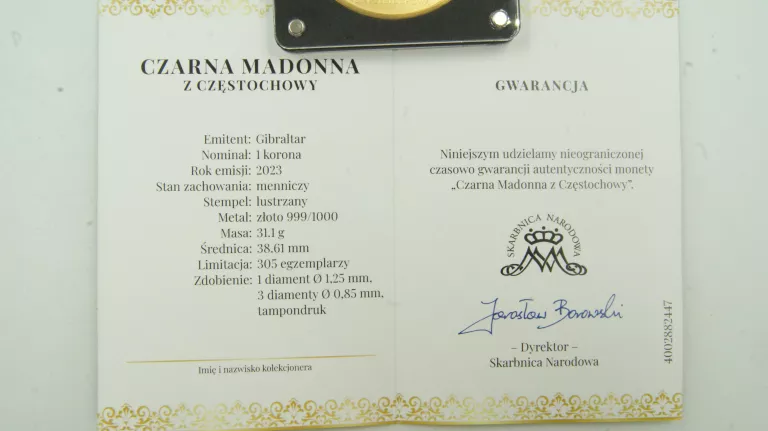 CZARNA MADONNA
Z CZĘSTOCHOWY
Emitent: Gibraltar
Nominał: 1 korona
Rok emisji: 2023
Stan zachowania: menniczy
Stempel: lustrzany
Metal: złoto 999/1000
Masa: 31.1 g
Średnica: 38.61 mm
Limitacja: 305 egzemplarzy
Zdobienie: 1 diament Ø 1,25 mm,
3 diamenty Ø 0,85 mm,
tampondruk
Imię i nazwisko kolekcjonera
GWARANCJA
Niniejszym udzielamy nieograniczonej
czasowo gwarancji autentyczności monety
„Czarna Madonna z Częstochowy”.
SKARBNICA NARODOWA
Jarosław Borowski
– Dyrektor –
Skarbnica Narodowa
4002882447